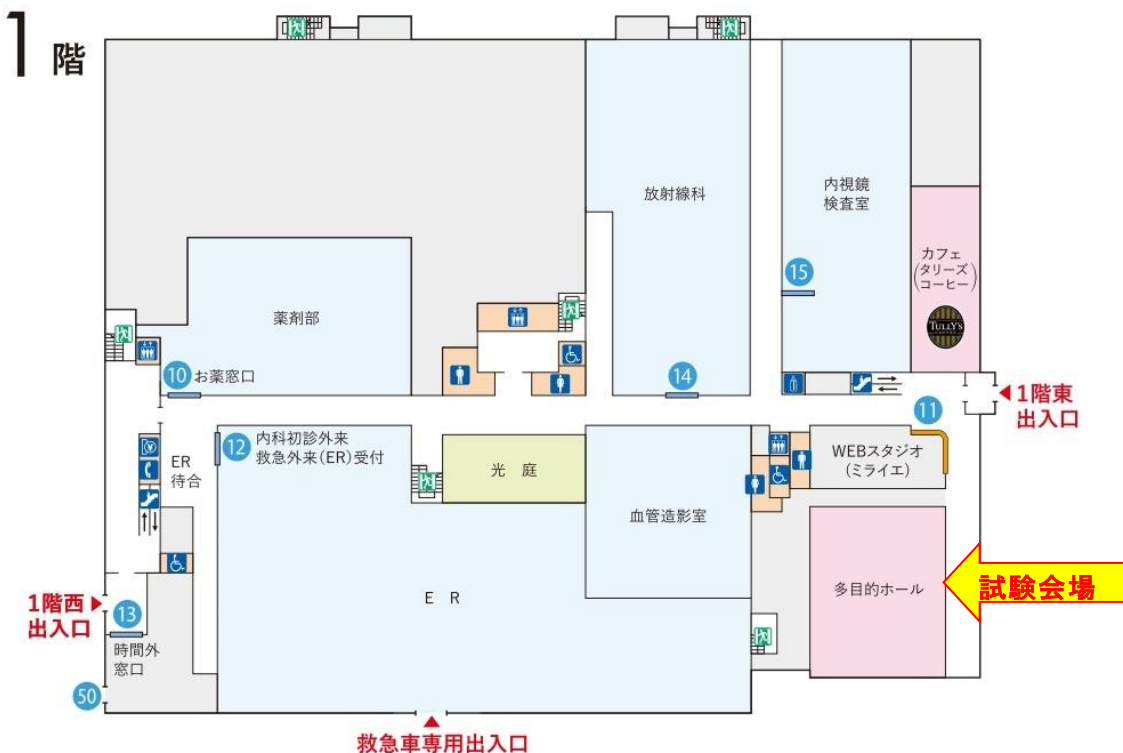 1 階
放射線科
内視鏡
検査室
15
カフェ
(タリーズ
コーヒー)
TULLY'S
薬剤部
10 お薬窓口
14
1階東
出入口
11
12
内科初診外来
救急外来(ER)受付
ER
待合
光 庭
WEBスタジオ
(ミライエ)
血管造影室
E R
多目的ホール
試験会場
1階西
出入口
13
時間外
窓口
50
救急車専用出入口